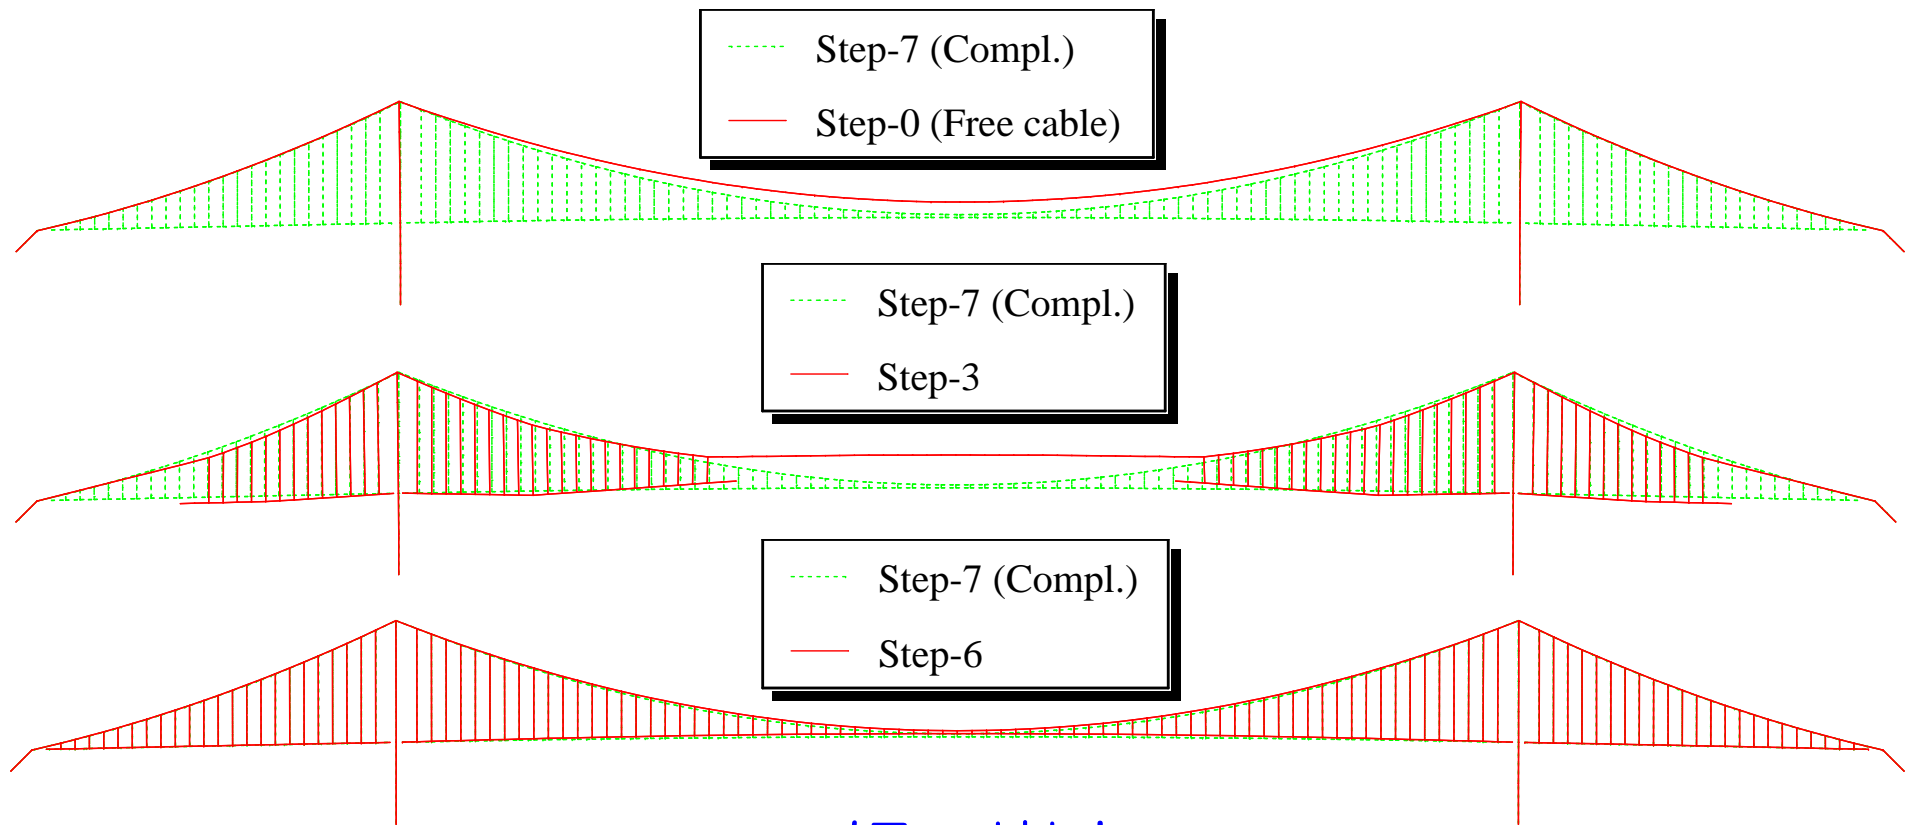 Step-7 (Compl.)
Step-0 (Free cable)
Step-7 (Compl.)
Step-3
Step-7 (Compl.)
Step-6